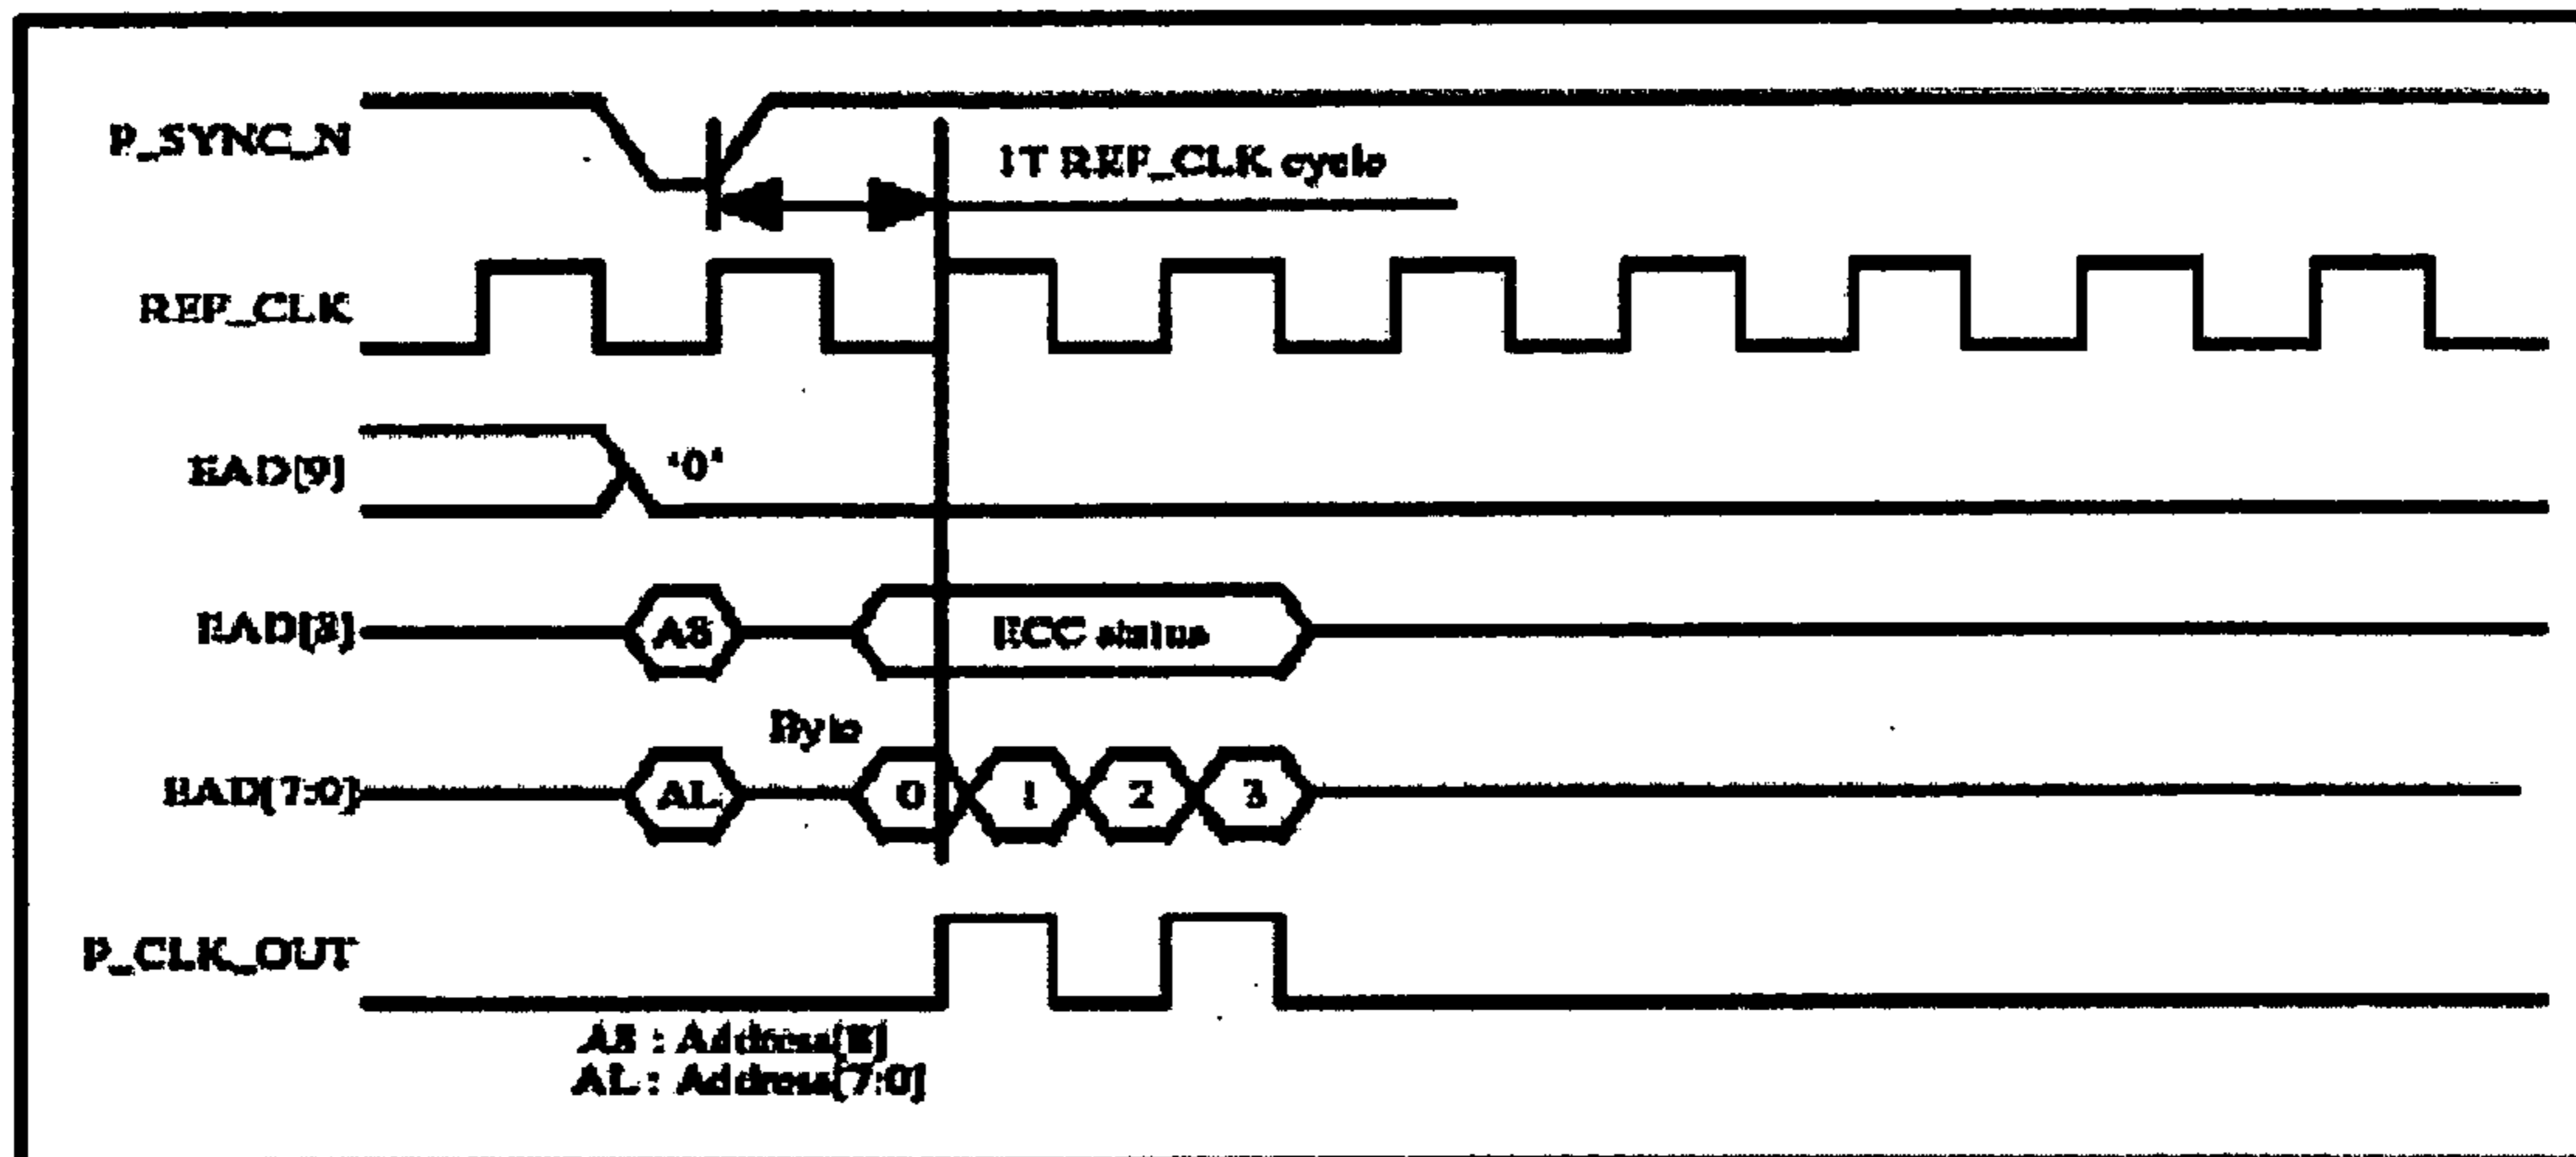 P_SYNC_N
1T REF_CLK cycle
REF_CLK
EAD[9]
'0'
EAD[8]
A8
ECC status
Byte
EAD[7:0]
AL
0
1
2
3
P_CLK_OUT
A8 : Address[8]
AL : Address[7:0]